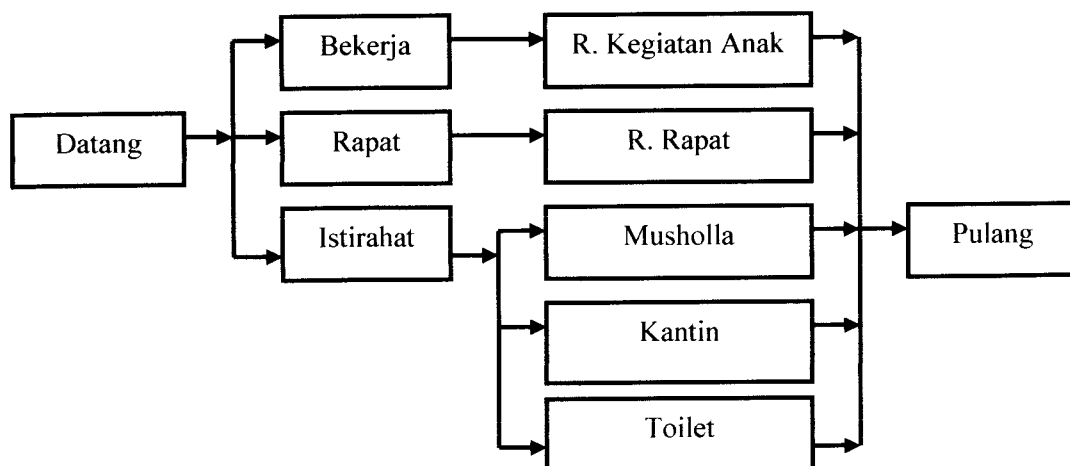 Datang
Bekerja
Rapat
Istirahat
R. Kegiatan Anak
R. Rapat
Musholla
Kantin
Toilet
Pulang